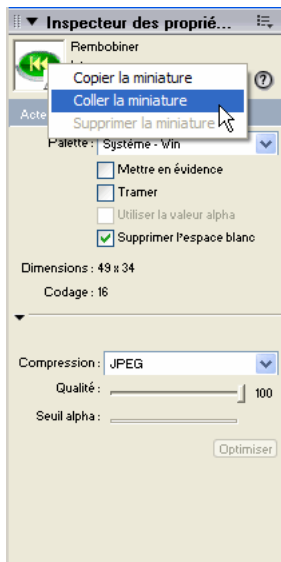 Inspecteur des proprié...
Rembobiner
Copier la miniature
Coller la miniature
Supprimer la miniature
Acte
Palette : Système - Win
Mettre en évidence
Tramer
Utiliser la valeur alpha
Supprimer l'espace blanc
Dimensions : 49 x 34
Codage : 16
Compression : JPEG
Qualité : 100
Seuil alpha :
Optimiser